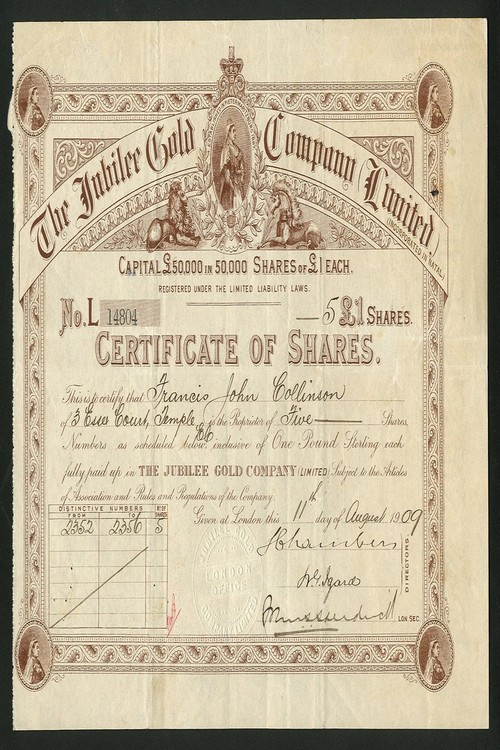 The Jubilee Gold Company Limited
(INCORPORATED IN NATAL)
CAPITAL £50,000 IN 50,000 SHARES OF £1 EACH.
REGISTERED UNDER THE LIMITED LIABILITY LAWS.
No. L 14804 — 5 £1 SHARES.
CERTIFICATE OF SHARES.
This is to certify that Francis John Collinson
of 3 Essex Court, Temple EC is the Proprietor of Five — Shares,
Numbers as scheduled below, inclusive of One Pound Sterling each
fully paid up in THE JUBILEE GOLD COMPANY (LIMITED) Subject to the Articles
of Association and Rules and Regulations of the Company.
Given at London this 11th day of August 1909
DISTINCTIVE NUMBERS
FROM TO Nº OF SHARES
2352 2356 5
LONDON
OFFICE
DIRECTORS
LON. SEC.